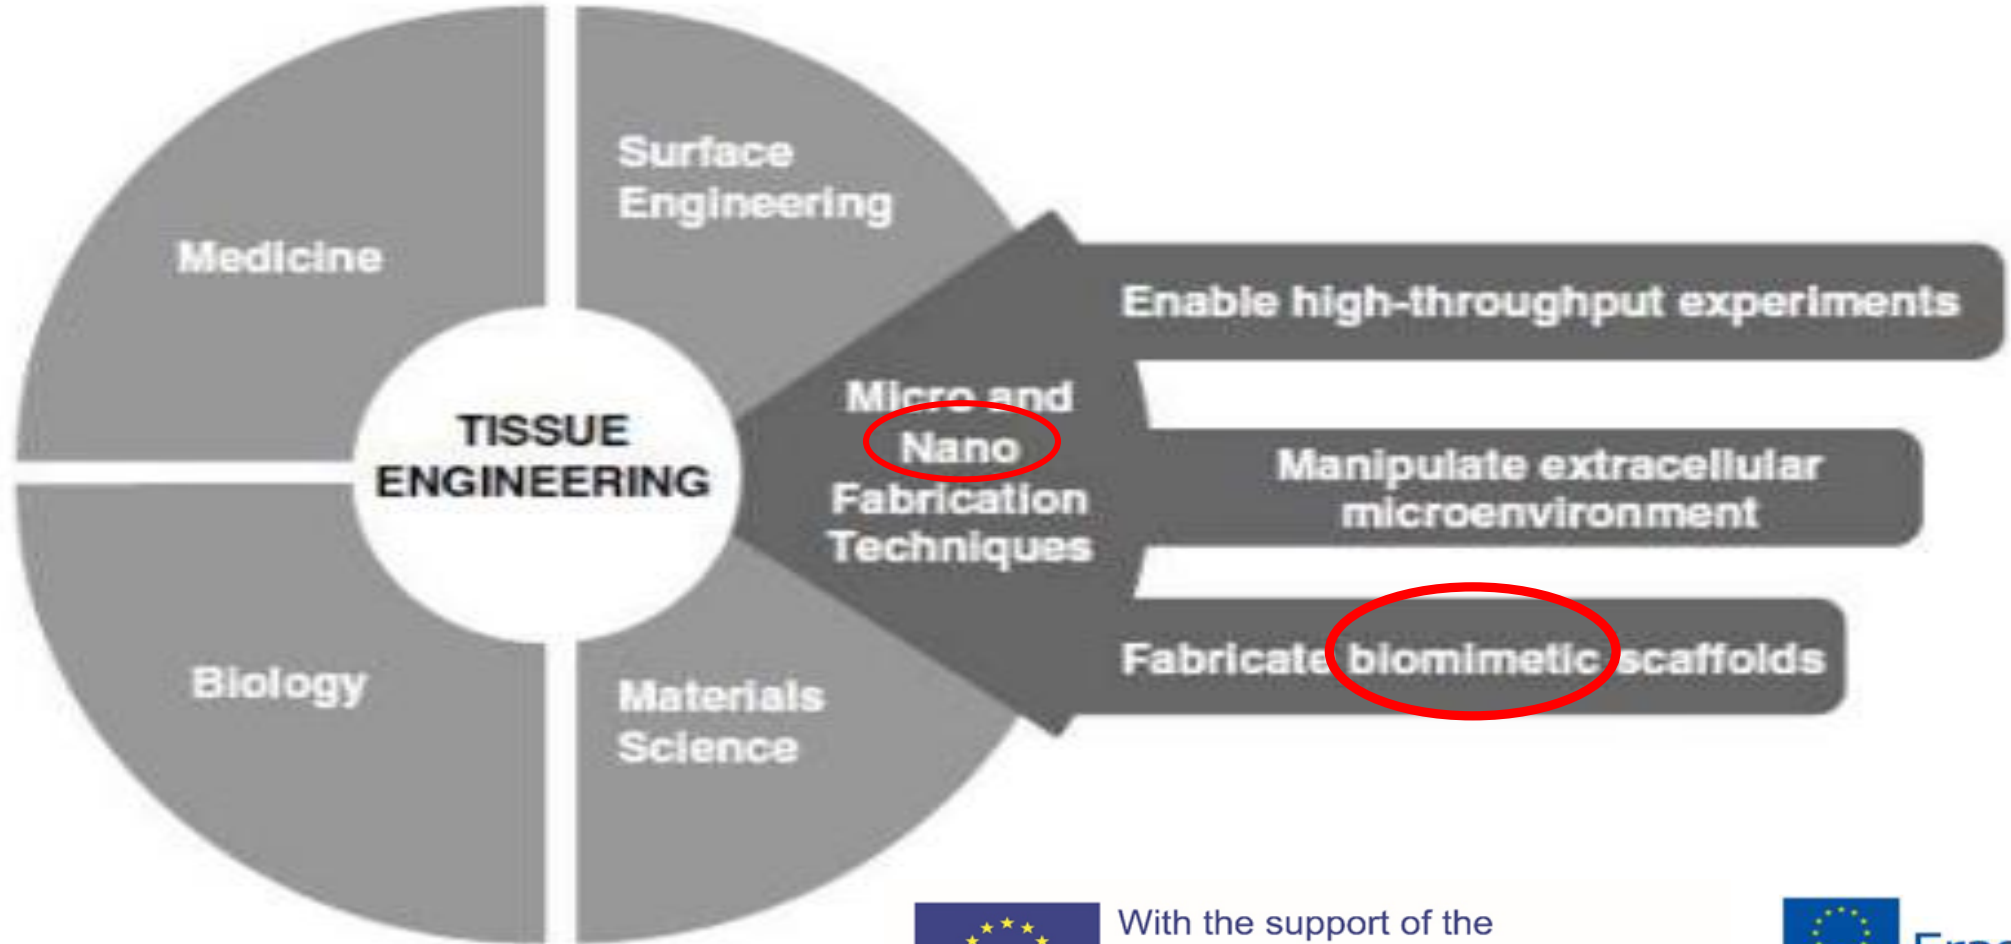 Medicine
Surface
Engineering
TISSUE
ENGINEERING
Biology
Materials
Science
Micro and
Nano
Fabrication
Techniques
Enable high-throughput experiments
Manipulate extracellular
microenvironment
Fabricate biomimetic scaffolds
With the support of the